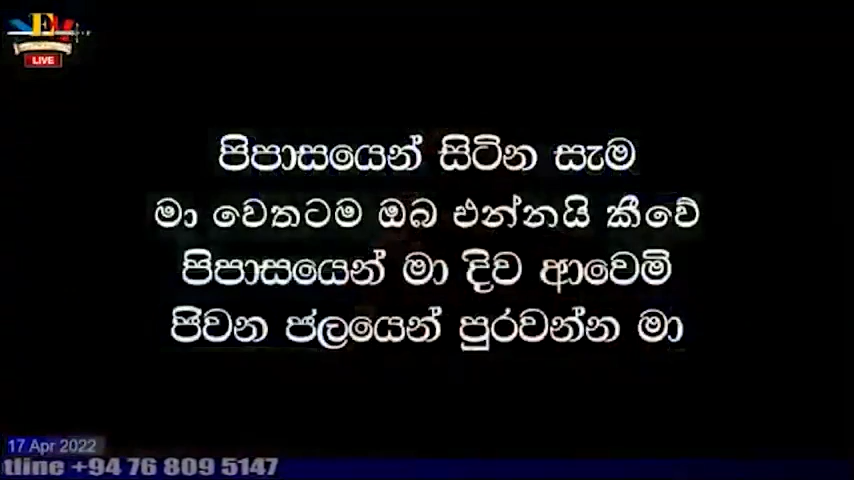 LIVE
පිපාසයෙන් සිටින සැම
මා වෙතටම ඔබ එන්නයි කීවේ
පිපාසයෙන් මා දිව ආවෙමි
ජිවන ජලයෙන් පුරවන්න මා
17 Apr 2022
tline +94 76 809 5147